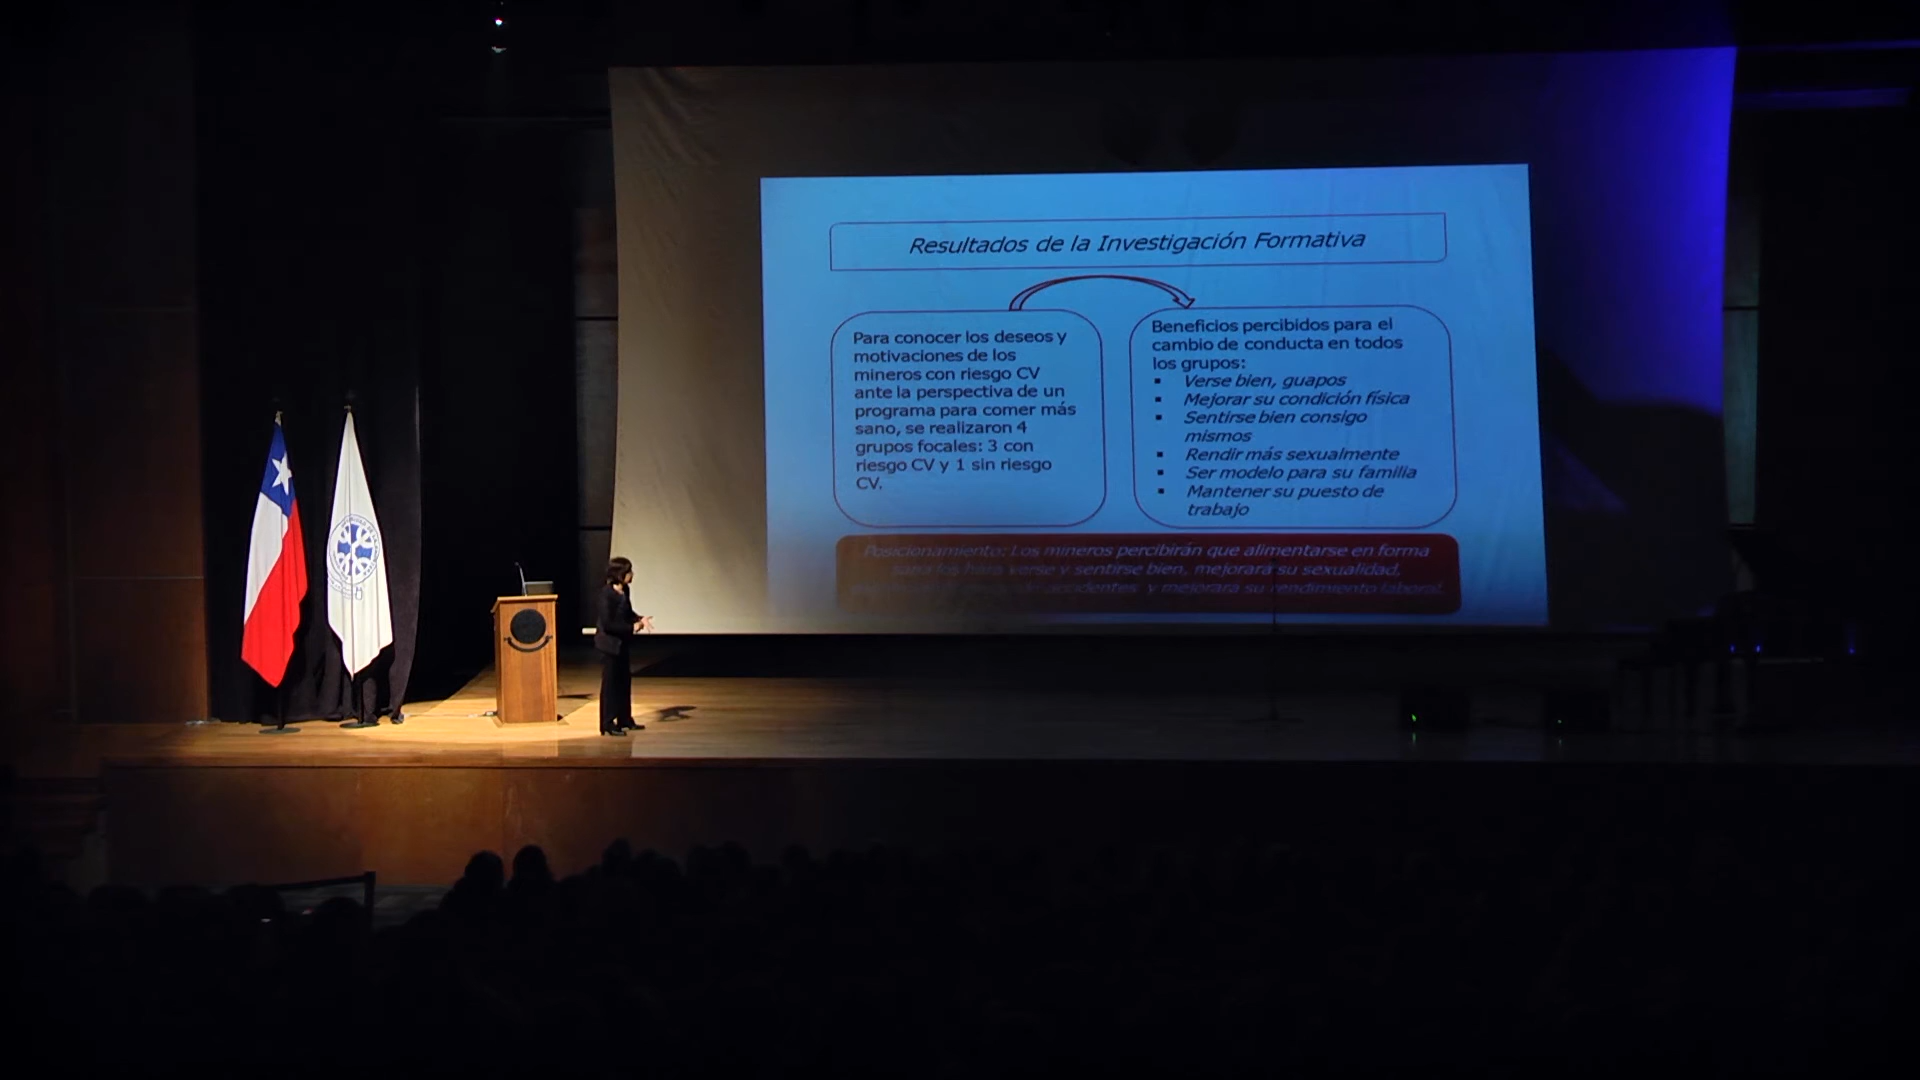 Resultados de la Investigación Formativa
Para conocer los deseos y
motivaciones de los
mineros con riesgo CV
ante la perspectiva de un
programa para comer más
sano, se realizaron 4
grupos focales: 3 con
riesgo CV y 1 sin riesgo
CV.
Beneficios percibidos para el
cambio de conducta en todos
los grupos:
▪ Verse bien, guapos
▪ Mejorar su condición física
▪ Sentirse bien consigo
mismos
▪ Rendir más sexualmente
▪ Ser modelo para su familia
▪ Mantener su puesto de
trabajo
Posicionamiento: Los mineros percibirán que alimentarse en forma
sana los hará verse y sentirse bien, mejorará su sexualidad,
accidentes y mejorará su rendimiento laboral